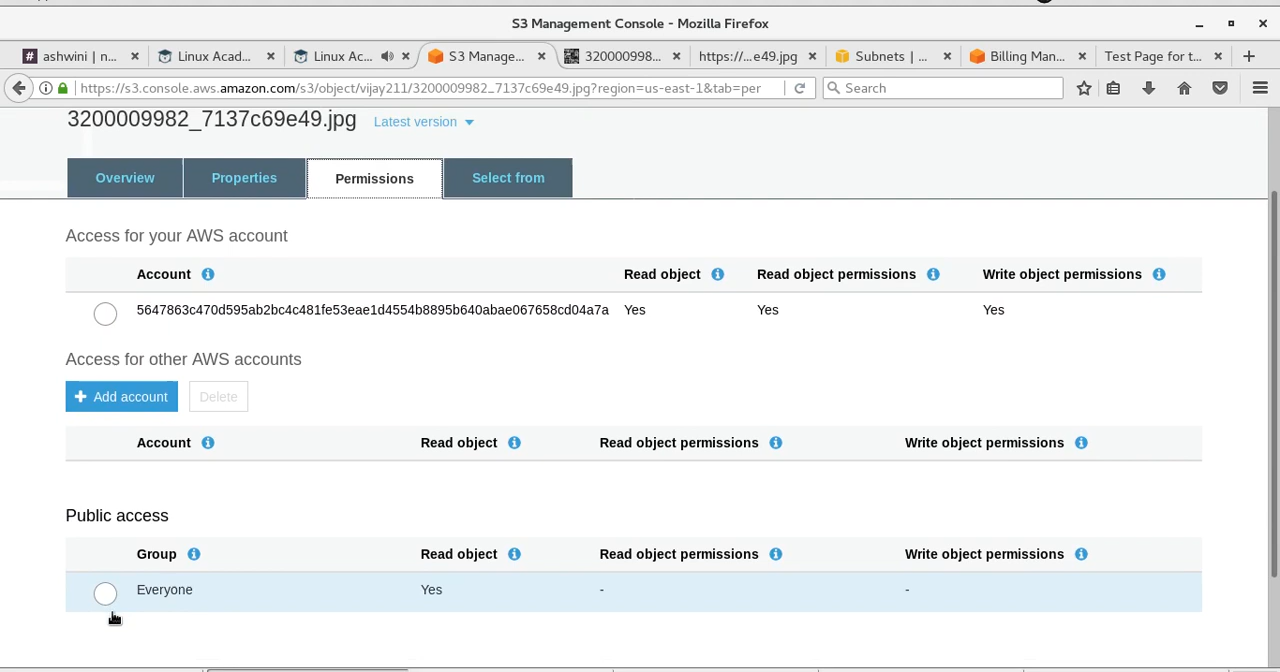 S3 Management Console - Mozilla Firefox
ashwini | n... Linux Acad... Linux Ac... S3 Manage... 320000998... https://...e49.jpg Subnets | ... Billing Man... Test Page for t...
https://s3.console.aws.amazon.com/s3/object/vijay211/3200009982_7137c69e49.jpg?region=us-east-1&tab=per Search
3200009982_7137c69e49.jpg Latest version
Overview Properties Permissions Select from
Access for your AWS account
Account Read object Read object permissions Write object permissions
5647863c470d595ab2bc4c481fe53eae1d4554b8895b640abae067658cd04a7a Yes Yes Yes
Access for other AWS accounts
+ Add account Delete
Account Read object Read object permissions Write object permissions
Public access
Group Read object Read object permissions Write object permissions
Everyone Yes - -